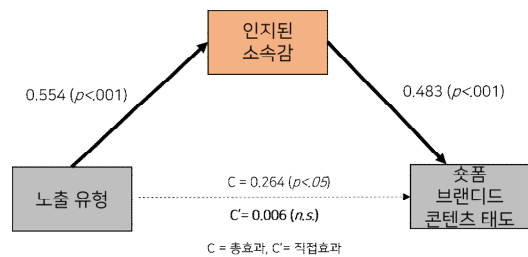 인지된
소속감
0.554 (p<.001)
0.483 (p<.001)
노출 유형
C = 0.264 (p<.05)
C′= 0.006 (n.s.)
숏폼
브랜디드
콘텐츠 태도
C = 총효과, C′= 직접효과